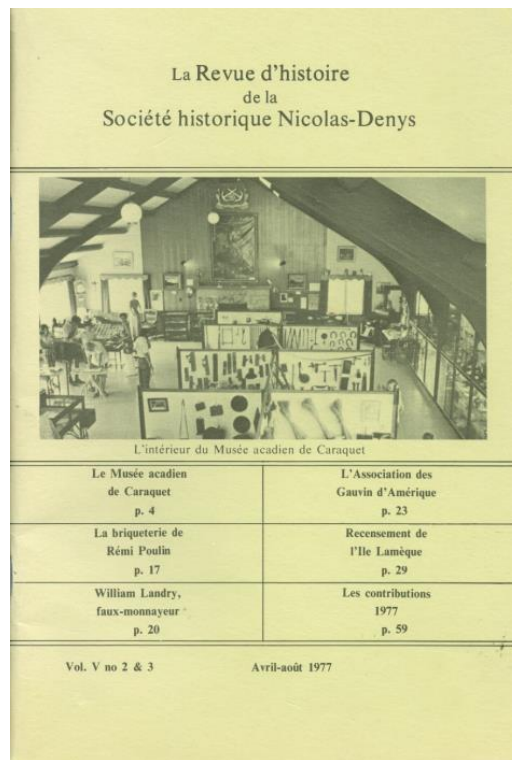 La Revue d'histoire
de la
Société historique Nicolas-Denys
L'intérieur du Musée acadien de Caraquet
Le Musée acadien
de Caraquet
p. 4
L'Association des
Gauvin d'Amérique
p. 23
La briqueterie de
Rémi Poulin
p. 17
Recensement de
l'Ile Lamèque
p. 29
William Landry,
faux-monnayeur
p. 20
Les contributions
1977
p. 59
Vol. V no 2 & 3 Avril-août 1977